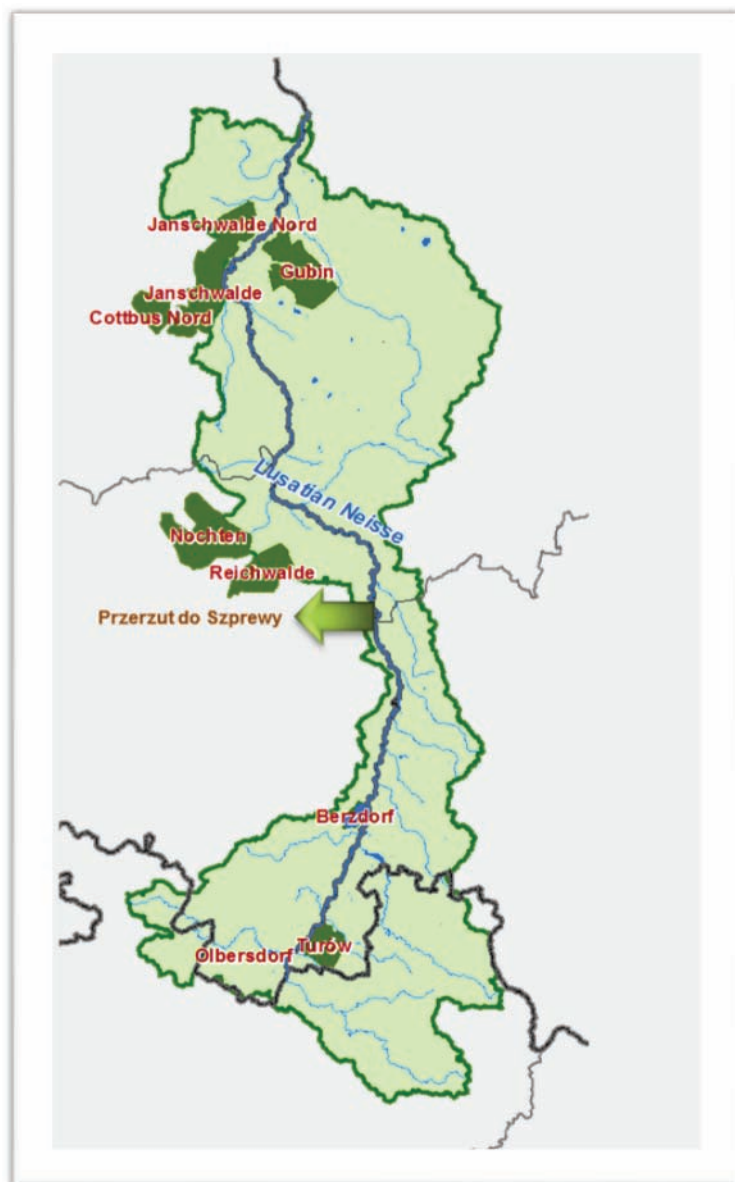 Janschwalde Nord
Gubin
Janschwalde
Cottbus Nord
Lusatian Neisse
Nochten
Reichwalde
Przerzut do Szprewy
Berzdorf
Turów
Olbersdorf